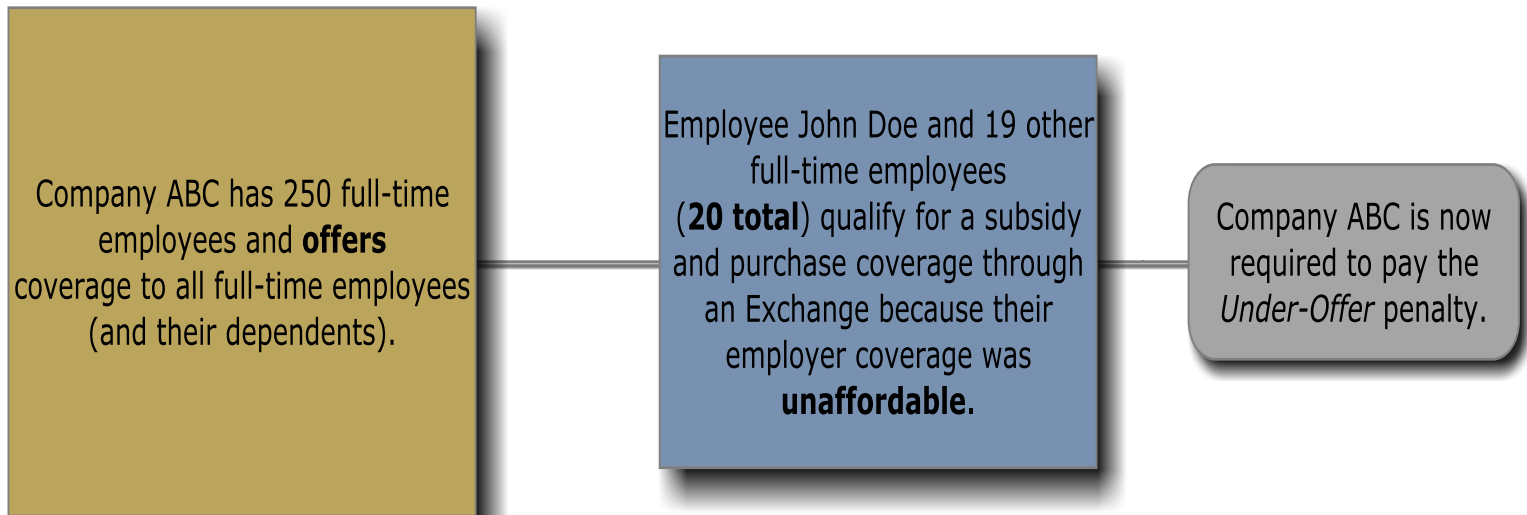 Company ABC has 250 full-time
employees and offers
coverage to all full-time employees
(and their dependents).
Employee John Doe and 19 other
full-time employees
(20 total) qualify for a subsidy
and purchase coverage through
an Exchange because their
employer coverage was
unaffordable.
Company ABC is now
required to pay the
Under-Offer penalty.